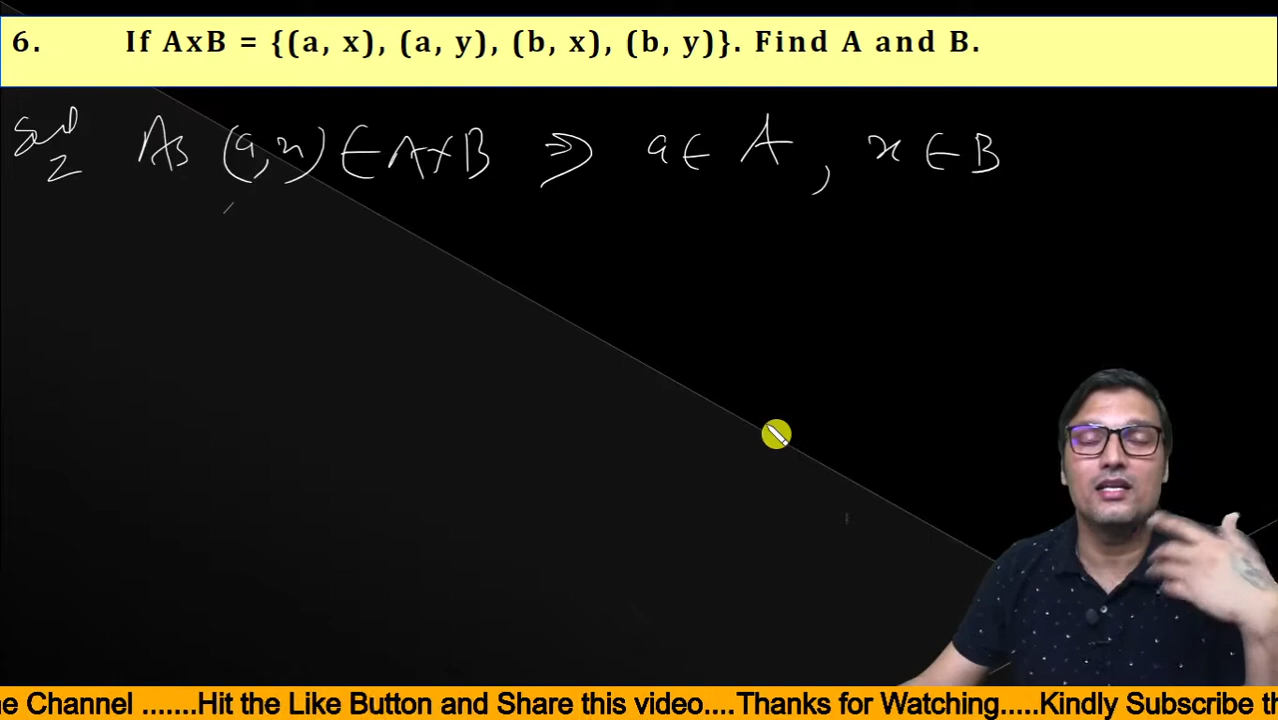 6. If AxB = {(a, x), (a, y), (b, x), (b, y)}. Find A and B.
Sol As (a,x) ∈ A×B ⇒ a ∈ A, x ∈ B
e Channel .......Hit the Like Button and Share this video....Thanks for Watching.....Kindly Subscribe th